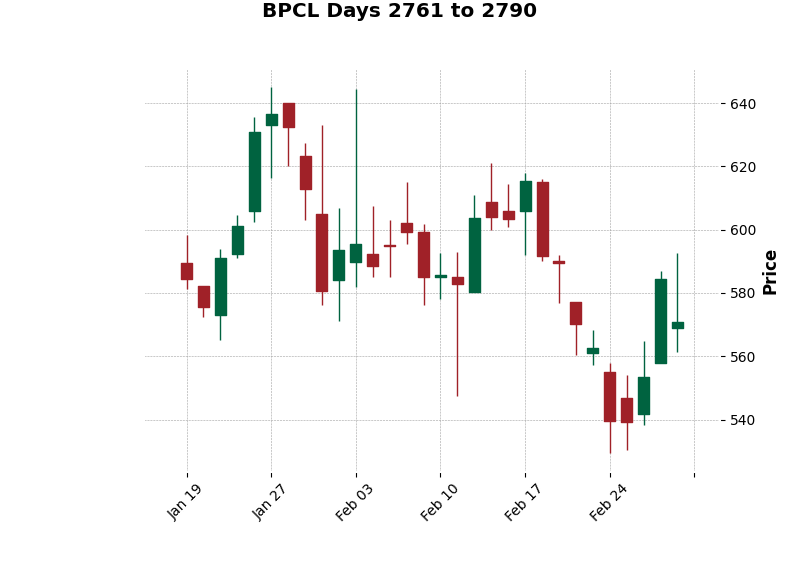 BPCL Days 2761 to 2790
640
620
600
580
560
540
Price
Jan 19
Jan 27
Feb 03
Feb 10
Feb 17
Feb 24